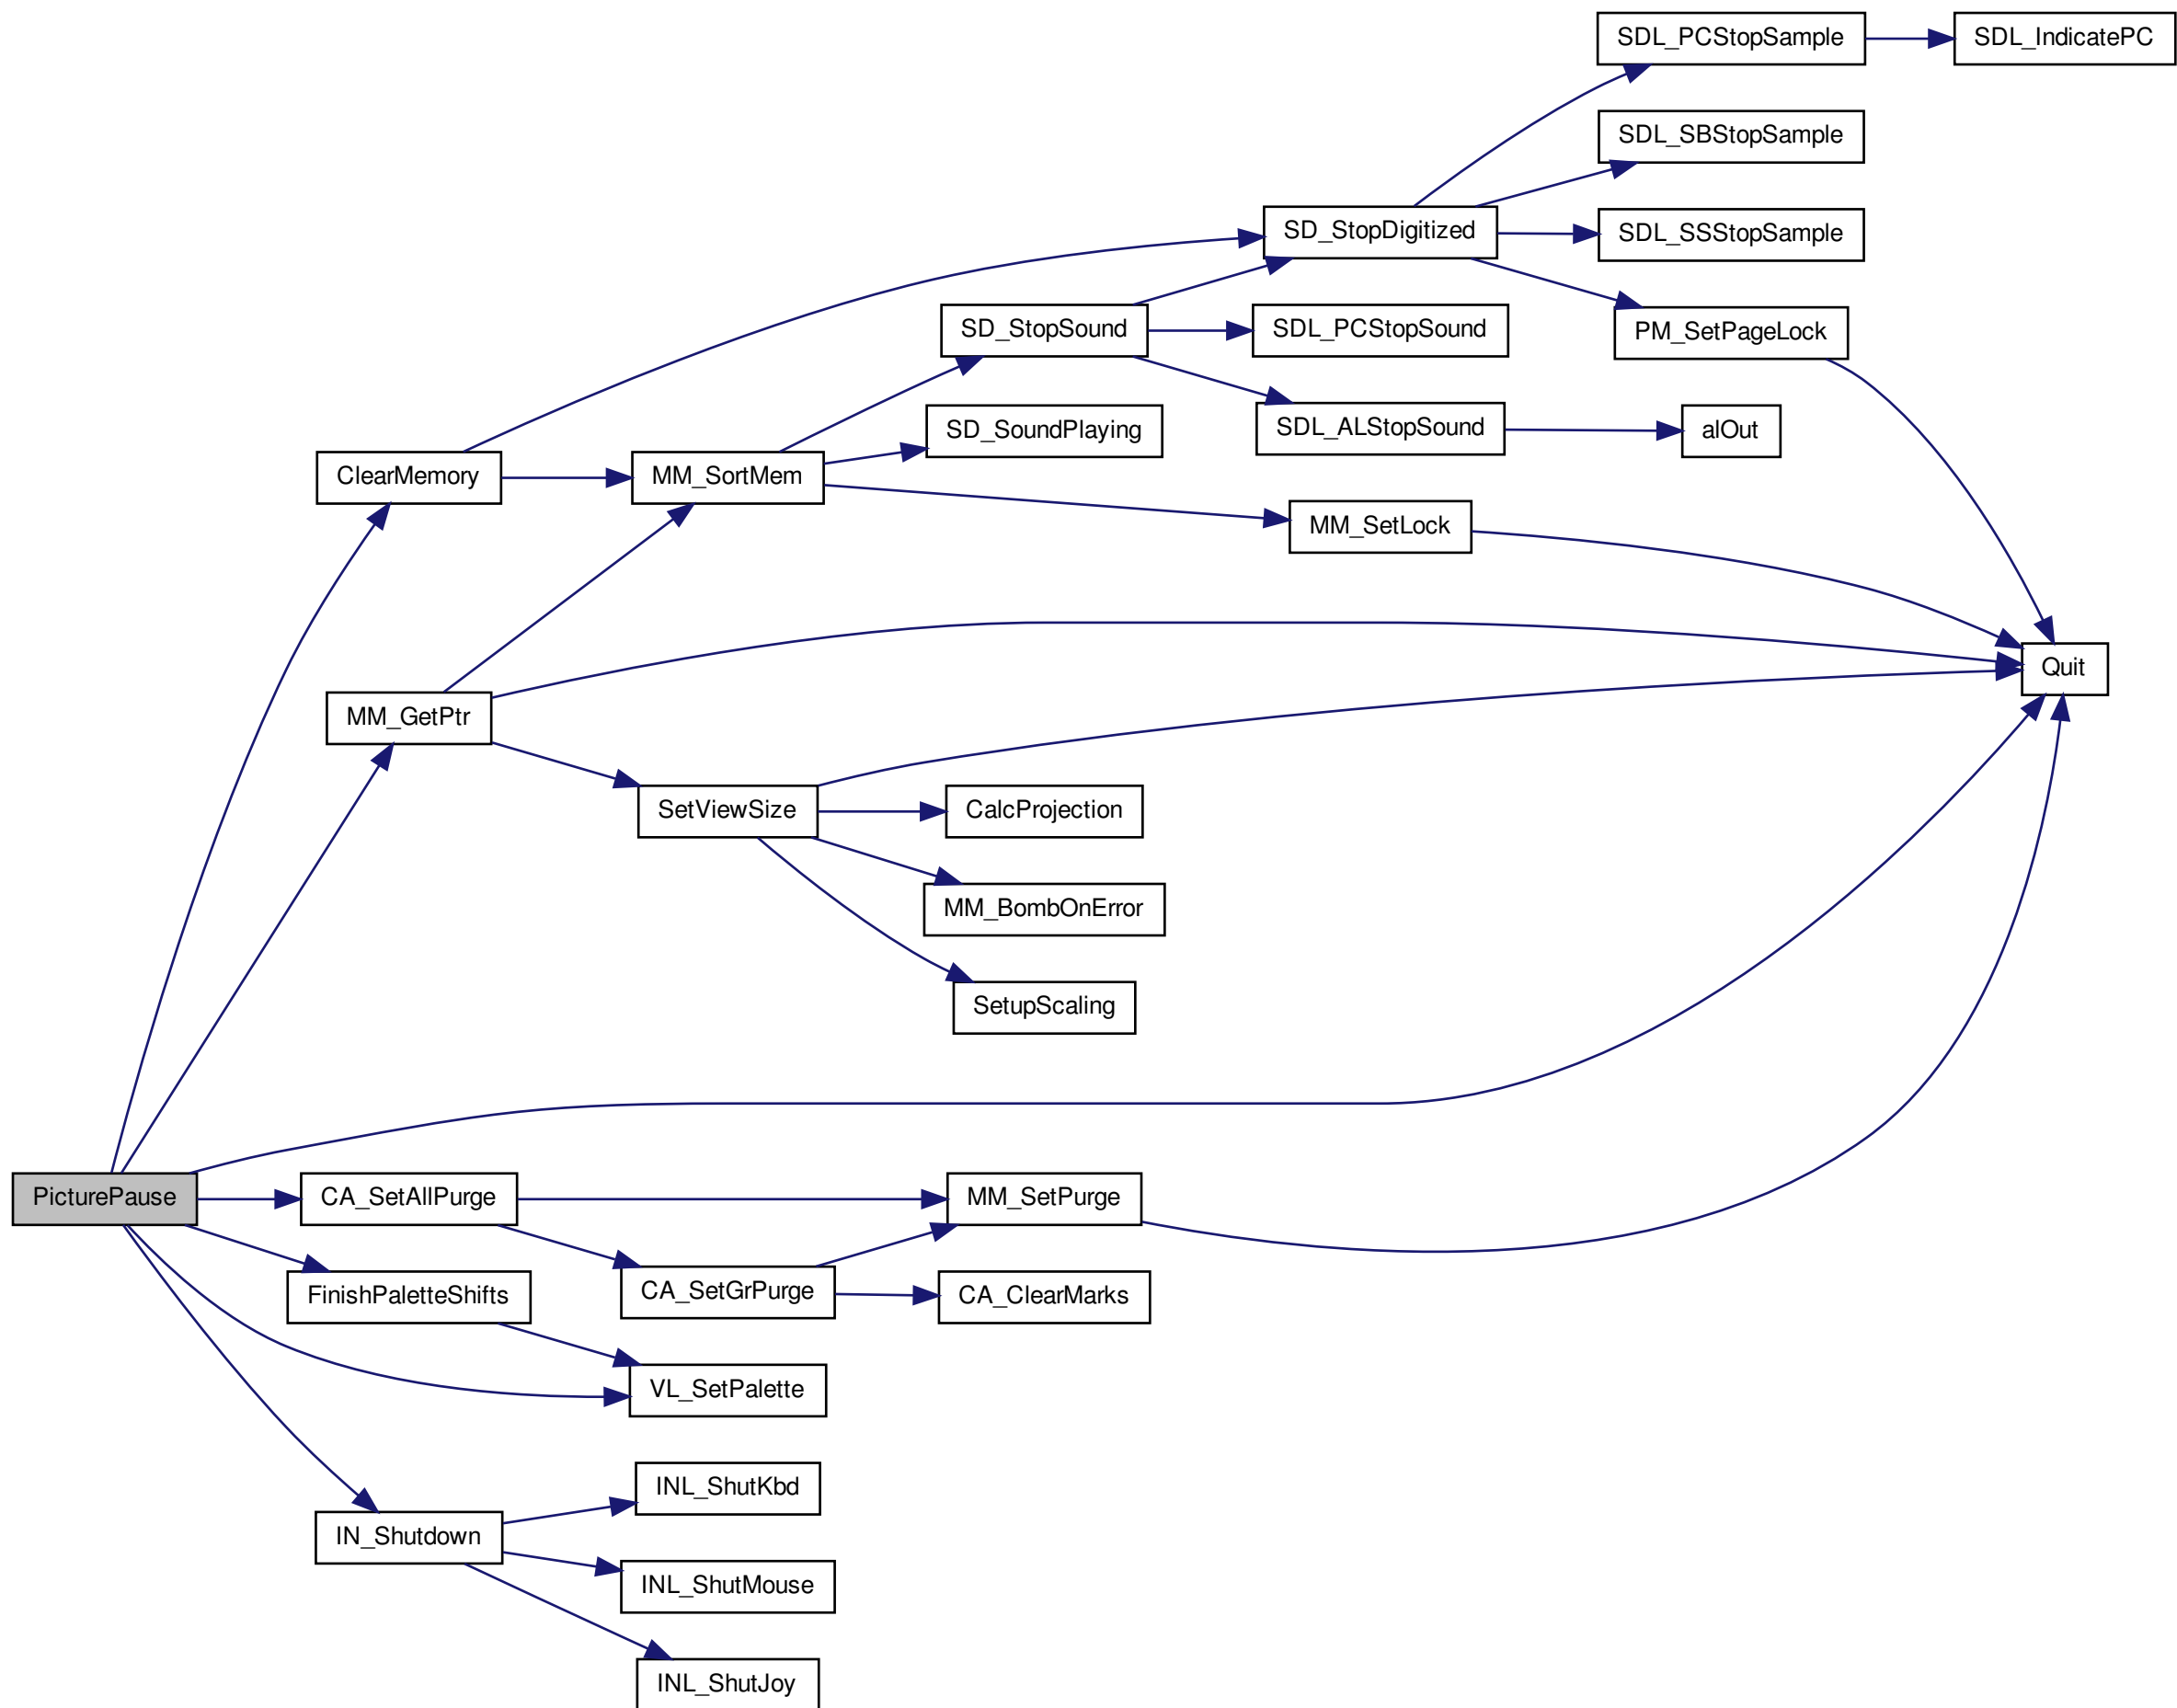 SDL_PCStopSample
SDL_IndicatePC
SDL_SBStopSample
SD_StopDigitized
SDL_SSStopSample
SD_StopSound
SDL_PCStopSound
PM_SetPageLock
SD_SoundPlaying
SDL_ALStopSound
alOut
ClearMemory
MM_SortMem
MM_SetLock
Quit
MM_GetPtr
SetViewSize
CalcProjection
MM_BombOnError
SetupScaling
PicturePause
CA_SetAllPurge
MM_SetPurge
FinishPaletteShifts
CA_SetGrPurge
CA_ClearMarks
VL_SetPalette
INL_ShutKbd
IN_Shutdown
INL_ShutMouse
INL_ShutJoy